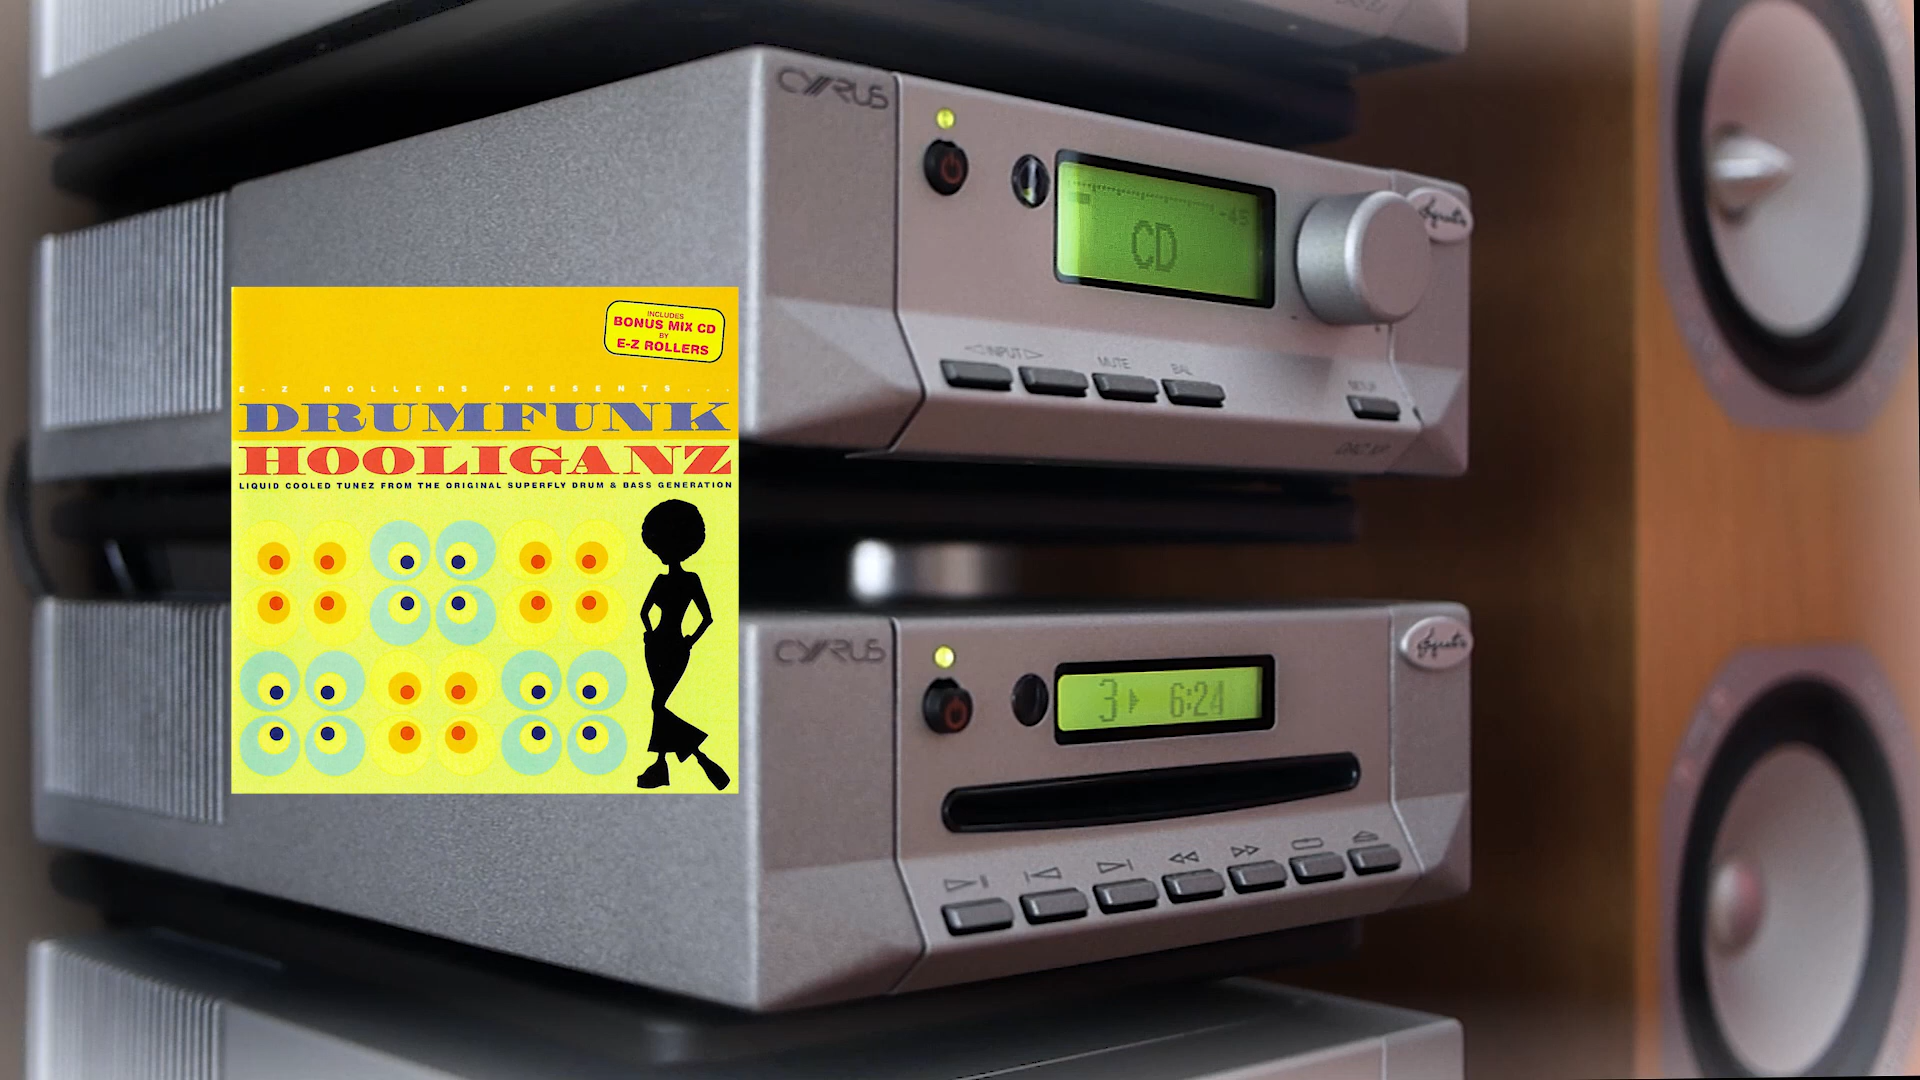 CYRUS
-45
CD
INPUT
MUTE
BAL
SETUP
INCLUDES
BONUS MIX CD
BY
E-Z ROLLERS
E-Z ROLLERS PRESENTS...
DRUMFUNK
HOOLIGANZ
LIQUID COOLED TUNEZ FROM THE ORIGINAL SUPERFLY DRUM & BASS GENERATION
CYRUS
3 6:24